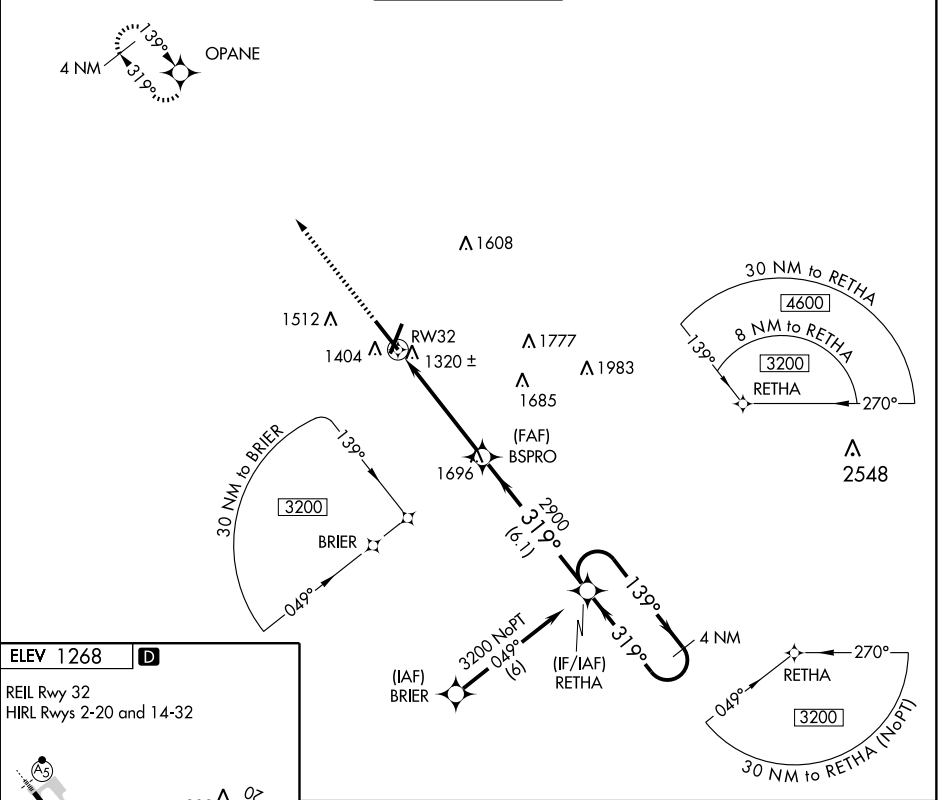 139°
OPANE
4 NM
319°
1608
30 NM to RETHA
4600
8 NM to RETHA
3200
139°
RETHA
270°
1512
RW32
1404
1320 ±
1777
1983
1685
2548
(FAF)
BSPRO
1696
30 NM to BRIER
139°
3200
BRIER
049°
2900
319°
(6.1)
139°
319°
4 NM
3200 NoPT
049°
(6)
(IAF)
BRIER
(IF/IAF)
RETHA
270°
RETHA
049°
3200
30 NM to RETHA (NoPT)
ELEV 1268
D
REIL Rwy 32
HIRL Rwys 2-20 and 14-32
A5